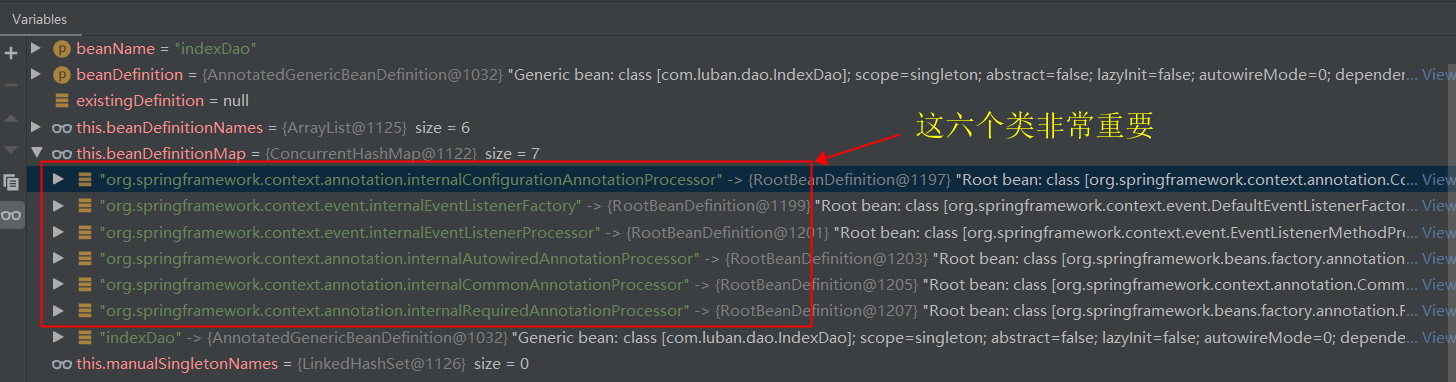 Variables
beanName = "indexDao"
beanDefinition = {AnnotatedGenericBeanDefinition@1032} "Generic bean: class [com.luban.dao.IndexDao]; scope=singleton; abstract=false; lazyInit=false; autowireMode=0; depender... View
existingDefinition = null
this.beanDefinitionNames = {ArrayList@1125} size = 6
这六个类非常重要
this.beanDefinitionMap = {ConcurrentHashMap@1122} size = 7
"org.springframework.context.annotation.internalConfigurationAnnotationProcessor" -> {RootBeanDefinition@1197} "Root bean: class [org.springframework.context.annotation.Cc... View
"org.springframework.context.event.internalEventListenerFactory" -> {RootBeanDefinition@1199} "Root bean: class [org.springframework.context.event.DefaultEventListenerFactor... View
"org.springframework.context.event.internalEventListenerProcessor" -> {RootBeanDefinition@1201} "Root bean: class [org.springframework.context.event.EventListenerMethodPro... View
"org.springframework.context.annotation.internalAutowiredAnnotationProcessor" -> {RootBeanDefinition@1203} "Root bean: class [org.springframework.beans.factory.annotation... View
"org.springframework.context.annotation.internalCommonAnnotationProcessor" -> {RootBeanDefinition@1205} "Root bean: class [org.springframework.context.annotation.Comm... View
"org.springframework.context.annotation.internalRequiredAnnotationProcessor" -> {RootBeanDefinition@1207} "Root bean: class [org.springframework.beans.factory.annotation.F... View
"indexDao" -> {AnnotatedGenericBeanDefinition@1032} "Generic bean: class [com.luban.dao.IndexDao]; scope=singleton; abstract=false; lazyInit=false; autowireMode=0; depende... View
this.manualSingletonNames = {LinkedHashSet@1126} size = 0